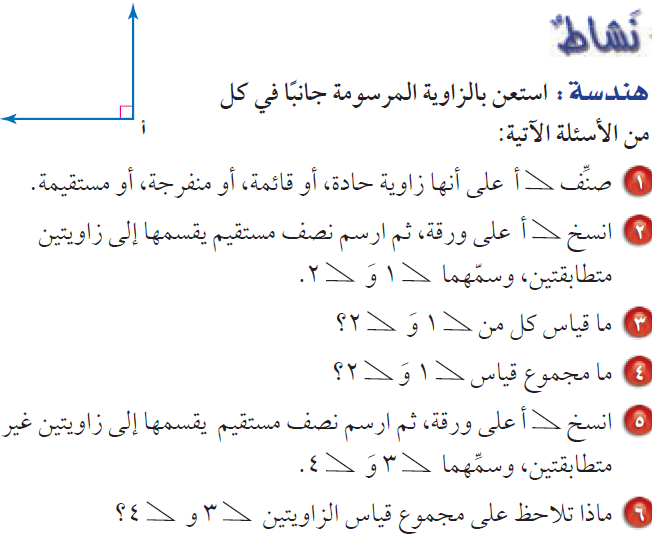 نَشاطٌ
هندسة : استعن بالزاوية المرسومة جانبًا في كل
من الأسئلة الآتية:
أ
١ صنِّف ∠أ على أنها زاوية حادة، أو قائمة، أو منفرجة، أو مستقيمة.
٢ انسخ ∠أ على ورقة، ثم ارسم نصف مستقيم يقسمها إلى زاويتين
متطابقتين، وسمّهما ∠١ وَ ∠٢.
٣ ما قياس كل من ∠١ وَ ∠٢؟
٤ ما مجموع قياس ∠١ وَ ∠٢؟
٥ انسخ ∠أ على ورقة، ثم ارسم نصف مستقيم يقسمها إلى زاويتين غير
متطابقتين، وسمِّهما ∠٣ وَ ∠٤.
٦ ماذا تلاحظ على مجموع قياس الزاويتين ∠٣ و ∠٤؟